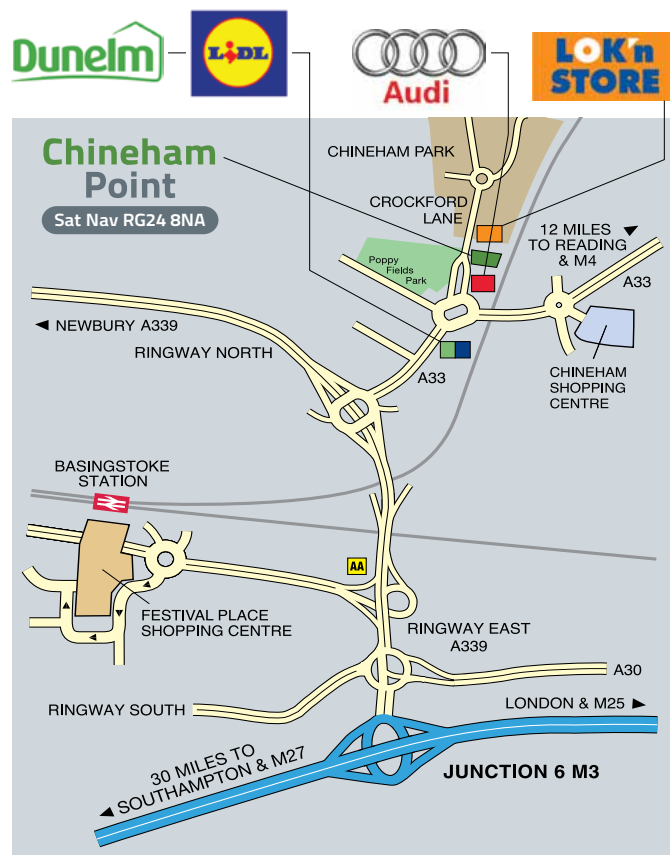 Dunelm
LiDL
Audi
LOK'n
STORE
Chineham
Point
Sat Nav RG24 8NA
CHINEHAM PARK
CROCKFORD
LANE
12 MILES
TO READING
& M4
A33
Poppy
Fields
Park
NEWBURY A339
RINGWAY NORTH
A33
CHINEHAM
SHOPPING
CENTRE
BASINGSTOKE
STATION
AA
FESTIVAL PLACE
SHOPPING CENTRE
RINGWAY EAST
A339
A30
RINGWAY SOUTH
LONDON & M25
30 MILES TO
SOUTHAMPTON & M27
JUNCTION 6 M3